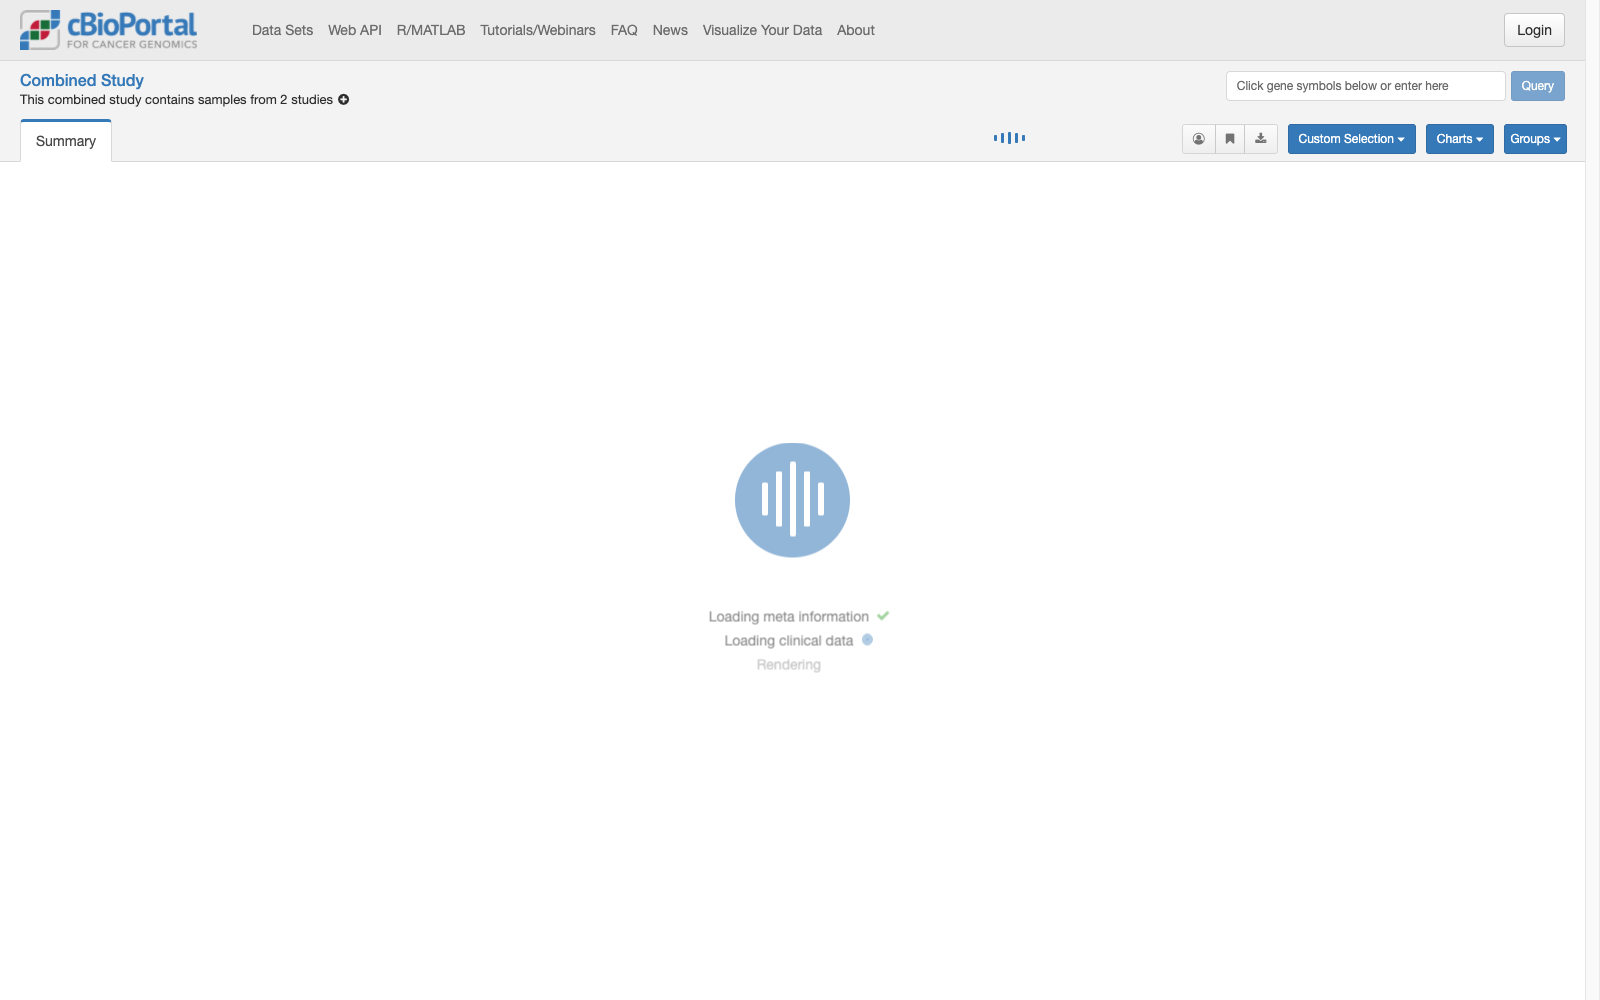 cBioPortal
FOR CANCER GENOMICS
Data Sets Web API R/MATLAB Tutorials/Webinars FAQ News Visualize Your Data About
Login
Combined Study
This combined study contains samples from 2 studies
Click gene symbols below or enter here
Query
Summary
Custom Selection
Charts
Groups
Loading meta information
Loading clinical data
Rendering